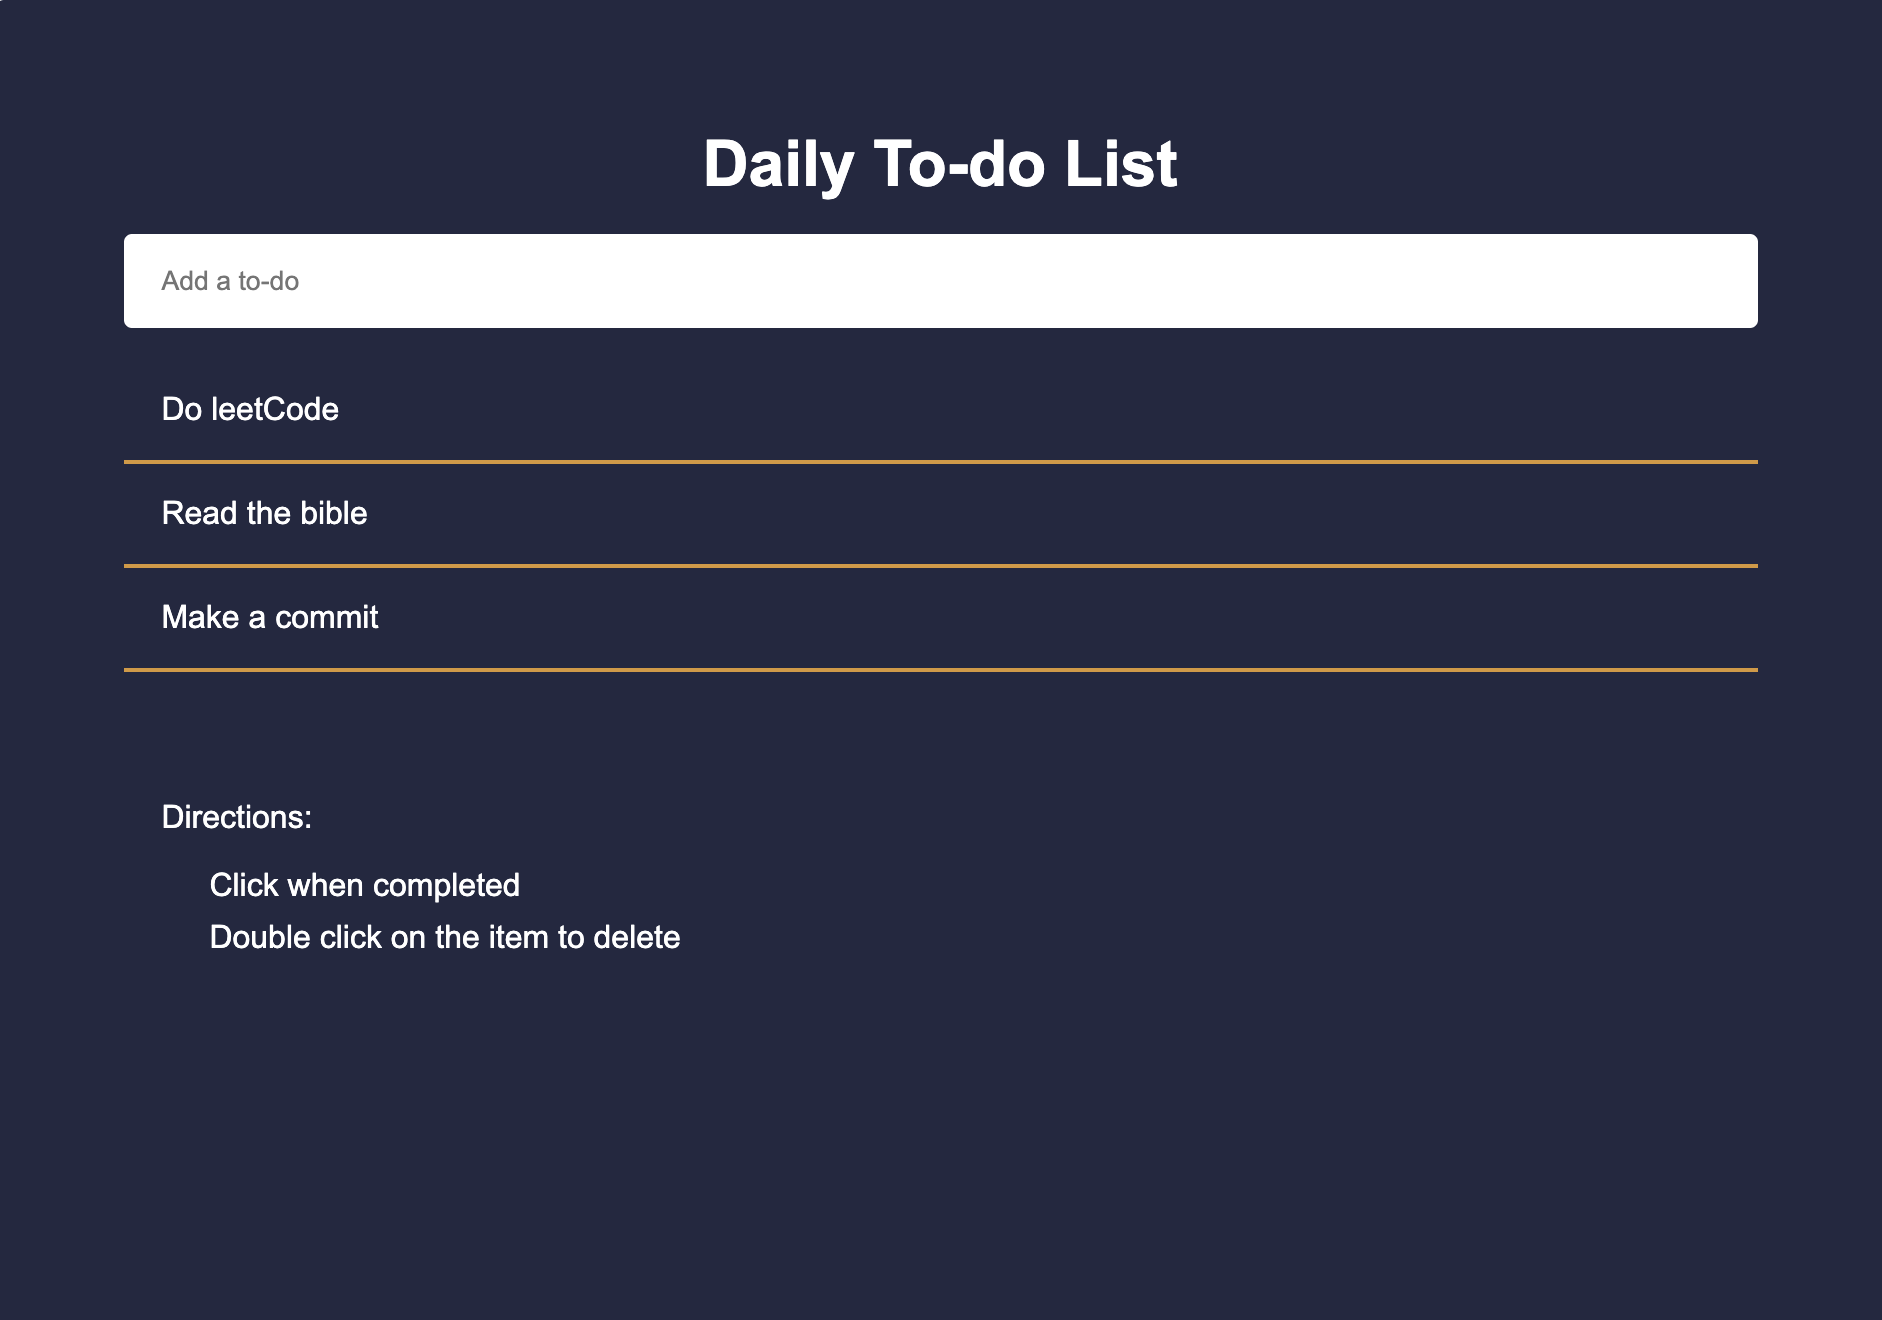 Daily To-do List
Add a to-do
Do leetCode
Read the bible
Make a commit
Directions:
Click when completed
Double click on the item to delete